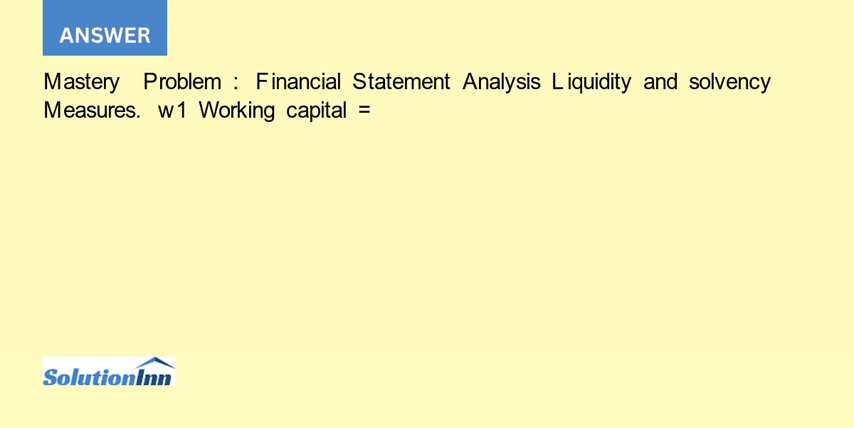 ANSWER
Mastery Problem : Financial Statement Analysis Liquidity and solvency
Measures. w1 Working capital =
SolutionInn